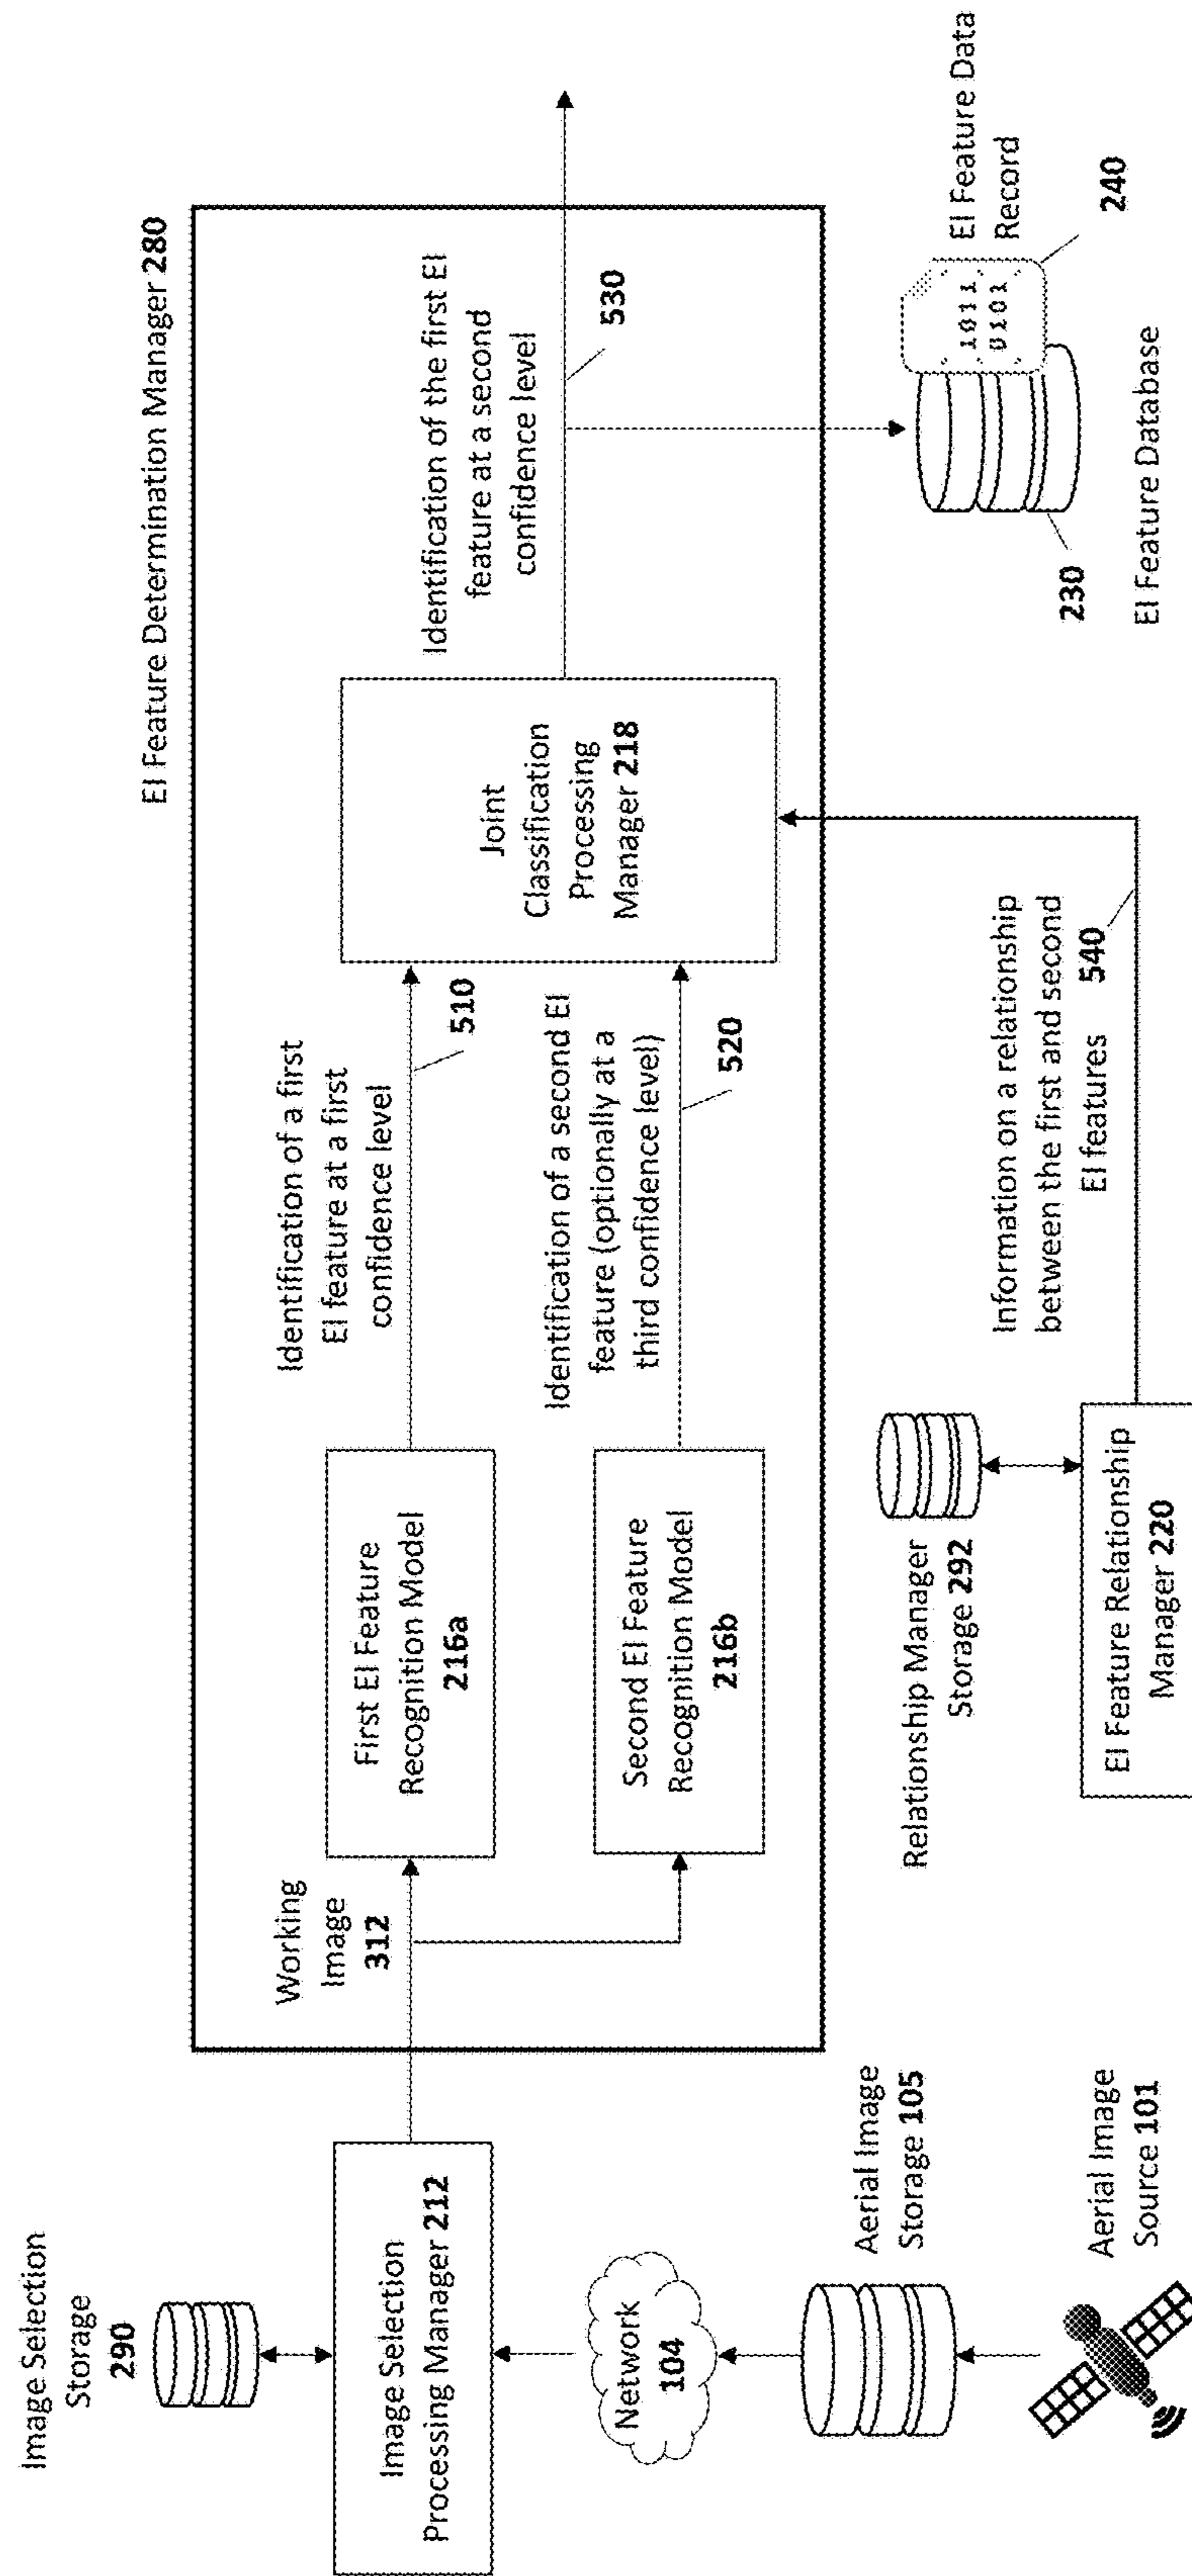 EI Feature Determination Manager 280
Image Selection
Storage
290
Image Selection
Processing Manager 212
Network
104
Aerial Image
Storage 105
Aerial Image
Source 101
Working
Image
312
First EI Feature
Recognition Model
216a
Second EI Feature
Recognition Model
216b
Identification of a first
EI feature at a first
confidence level
510
Identification of a second EI
feature (optionally at a
third confidence level)
520
Joint
Classification
Processing
Manager 218
Identification of the first EI
feature at a second
confidence level
530
Relationship Manager
Storage 292
EI Feature Relationship
Manager 220
Information on a relationship
between the first and second
EI features 540
1011
0101
EI Feature Data
Record
240
230
EI Feature Database